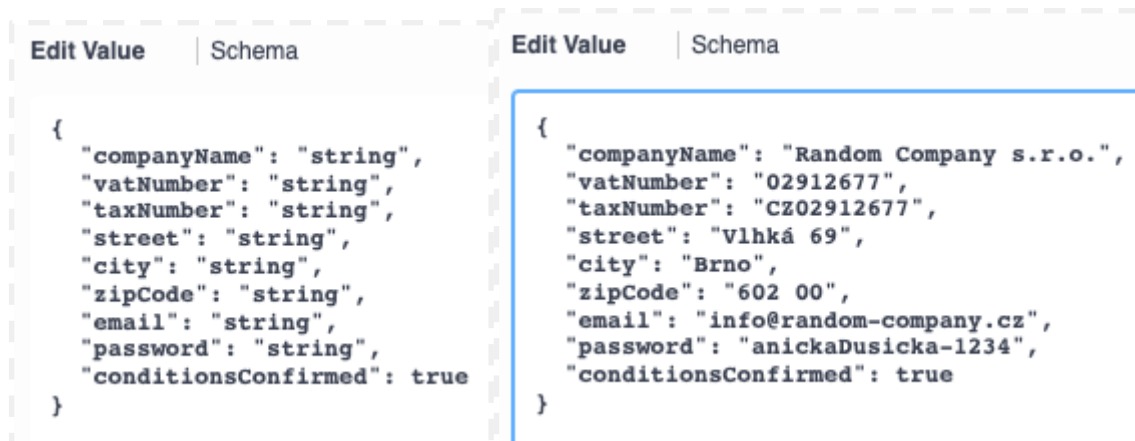 Edit Value | Schema
{
"companyName": "string",
"vatNumber": "string",
"taxNumber": "string",
"street": "string",
"city": "string",
"zipCode": "string",
"email": "string",
"password": "string",
"conditionsConfirmed": true
}
Edit Value | Schema
{
"companyName": "Random Company s.r.o.",
"vatNumber": "02912677",
"taxNumber": "CZ02912677",
"street": "Vlhká 69",
"city": "Brno",
"zipCode": "602 00",
"email": "info@random-company.cz",
"password": "anickaDusicka-1234",
"conditionsConfirmed": true
}